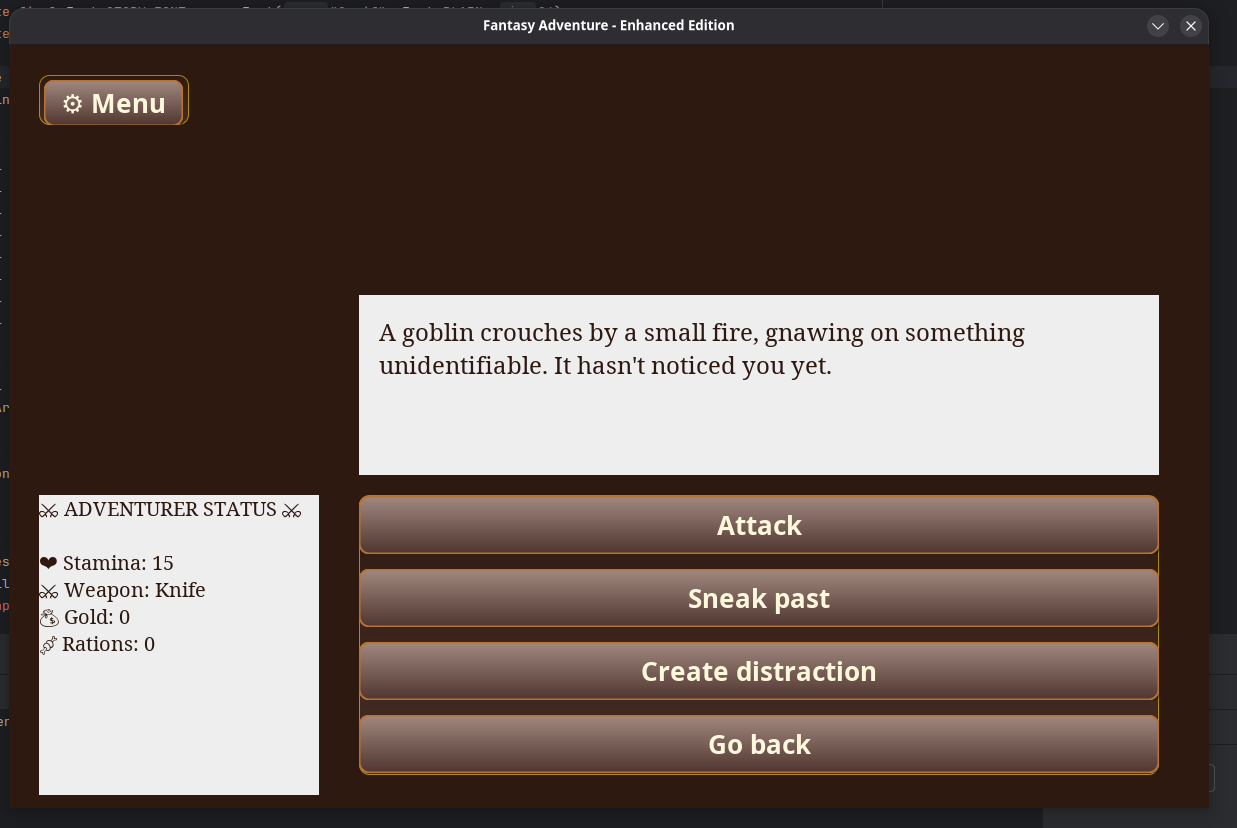 Fantasy Adventure - Enhanced Edition
⚙ Menu
A goblin crouches by a small fire, gnawing on something
unidentifiable. It hasn't noticed you yet.
⚔ ADVENTURER STATUS ⚔
❤ Stamina: 15
⚔ Weapon: Knife
💰 Gold: 0
🍖 Rations: 0
Attack
Sneak past
Create distraction
Go back